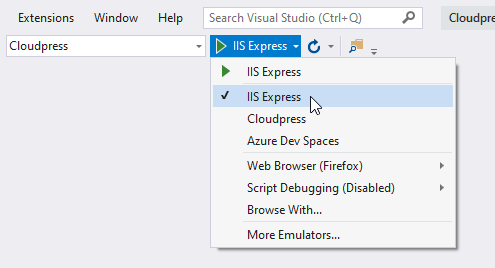 Extensions Window Help Search Visual Studio (Ctrl+Q) Cloudpre
Cloudpress IIS Express
IIS Express
IIS Express
Cloudpress
Azure Dev Spaces
Web Browser (Firefox)
Script Debugging (Disabled)
Browse With...
More Emulators...